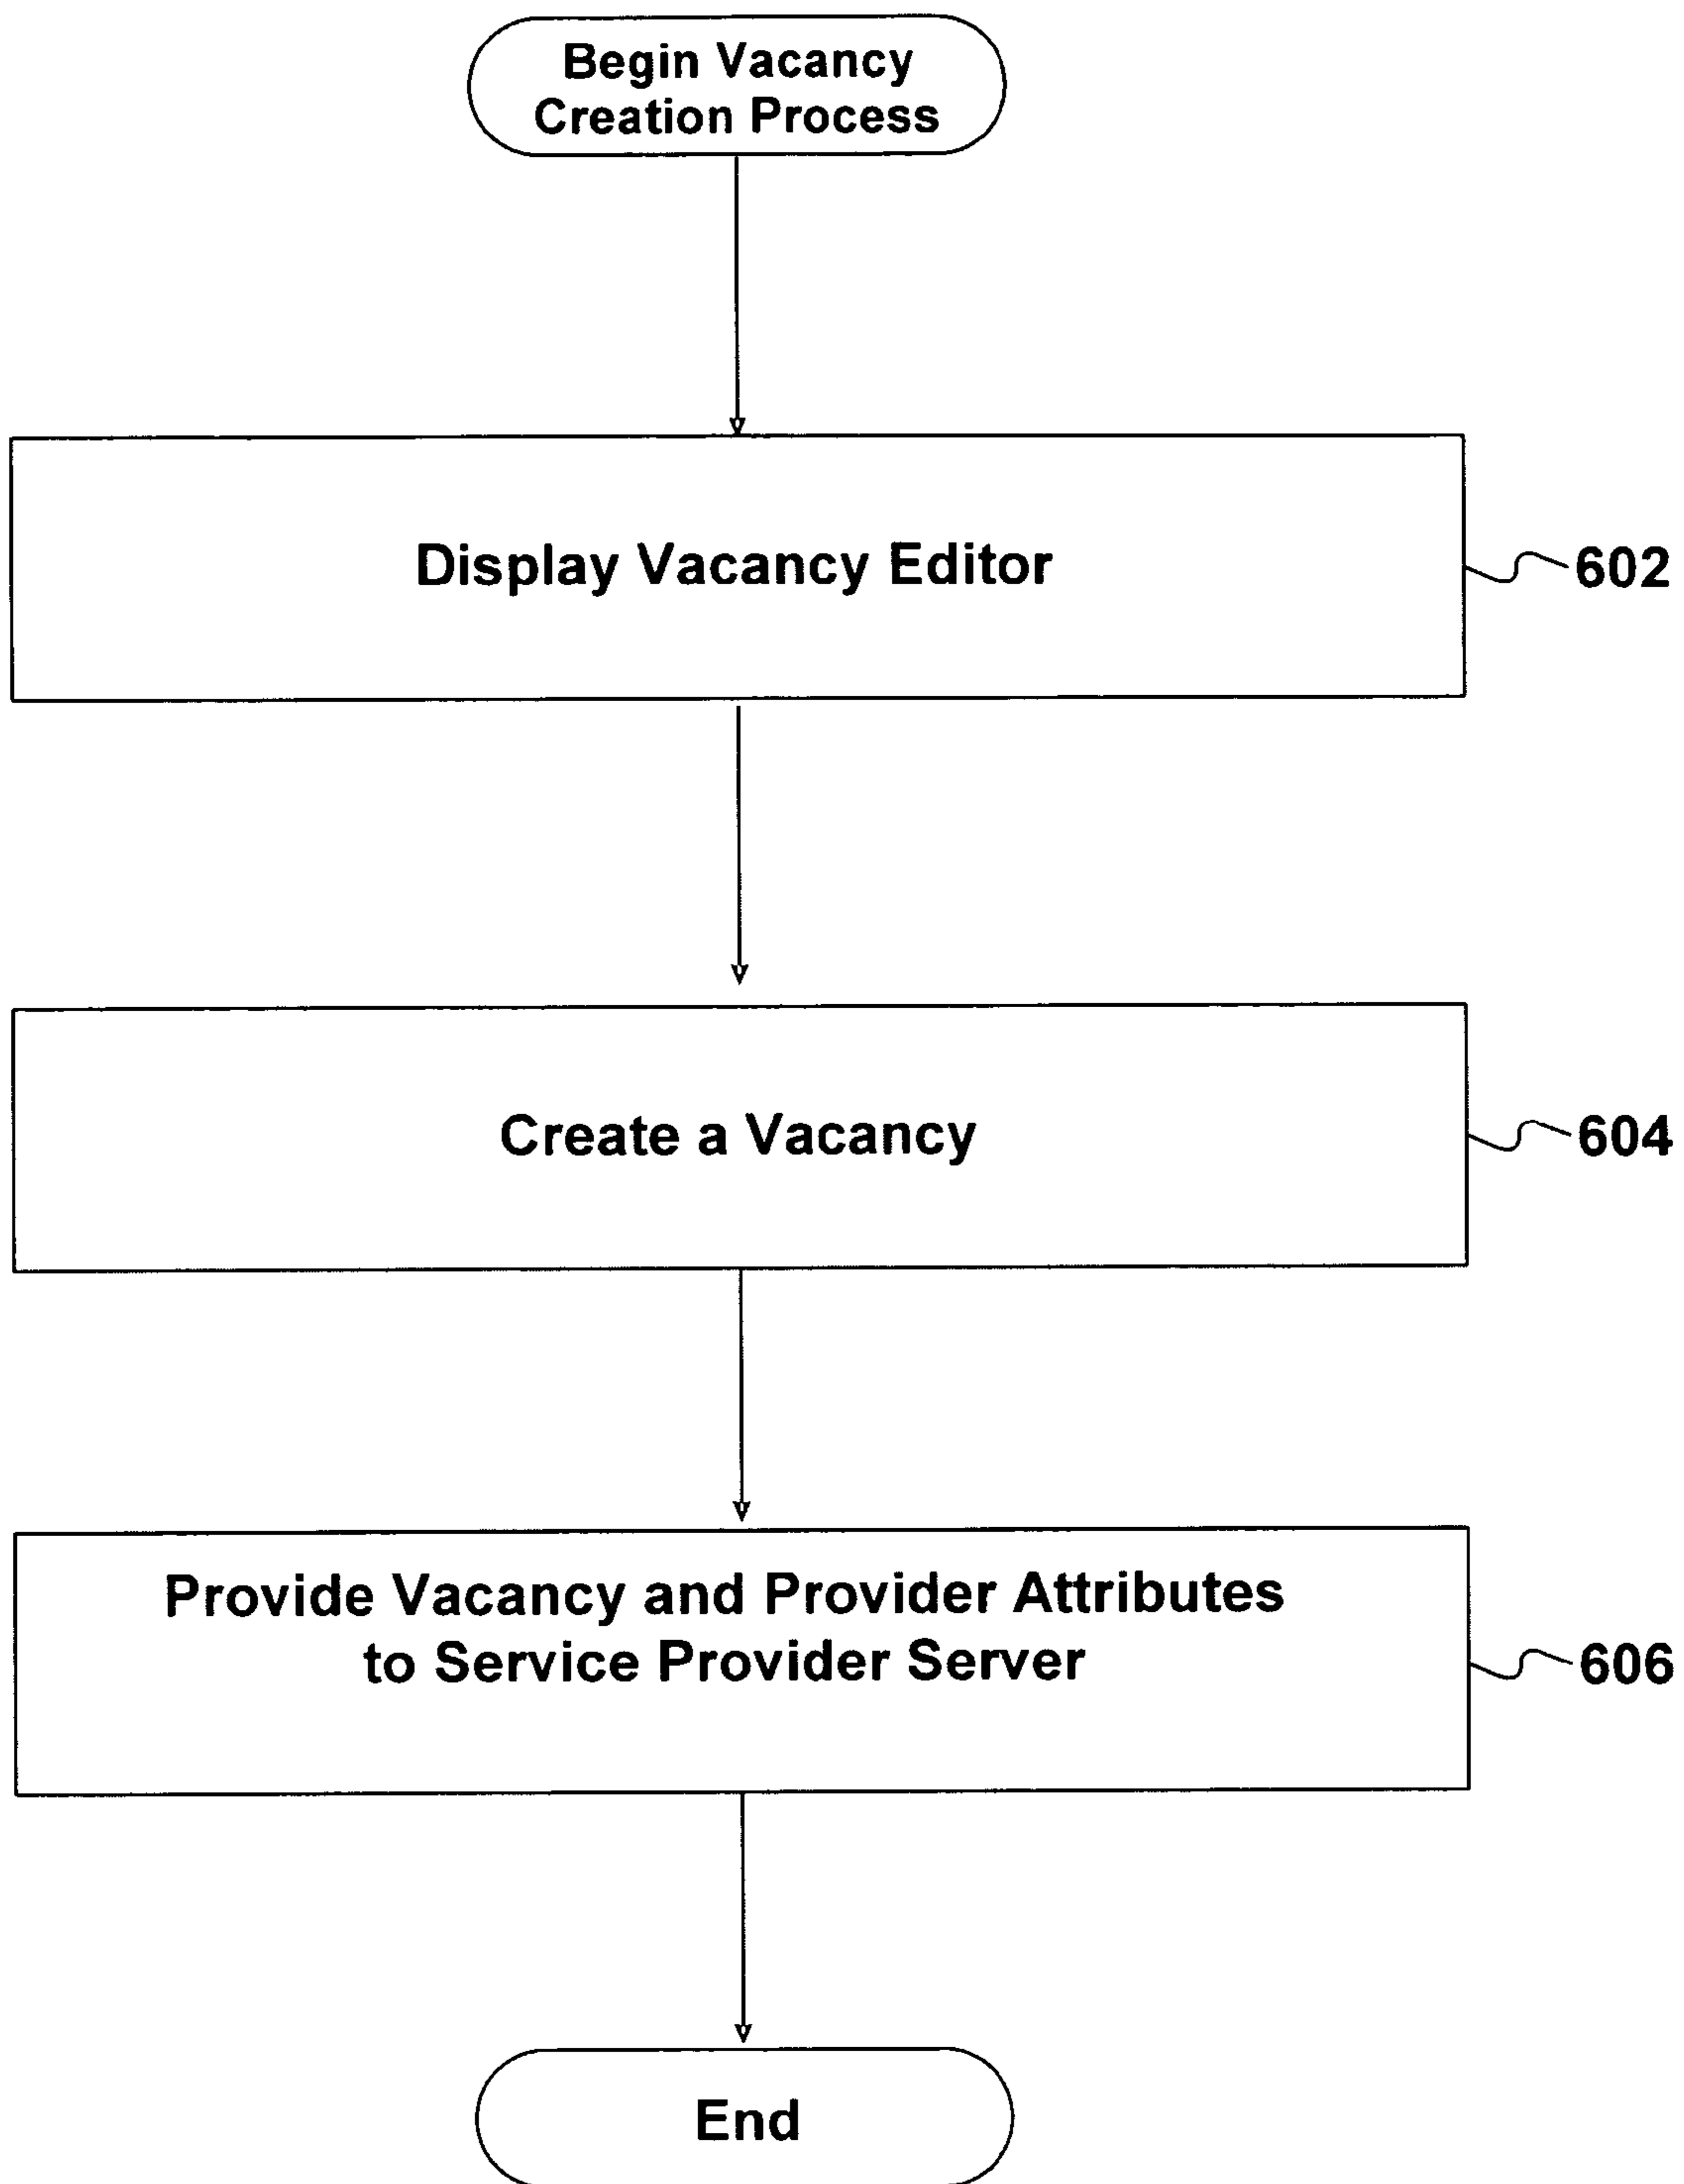 Begin Vacancy
Creation Process
Display Vacancy Editor
602
Create a Vacancy
604
Provide Vacancy and Provider Attributes
to Service Provider Server
606
End